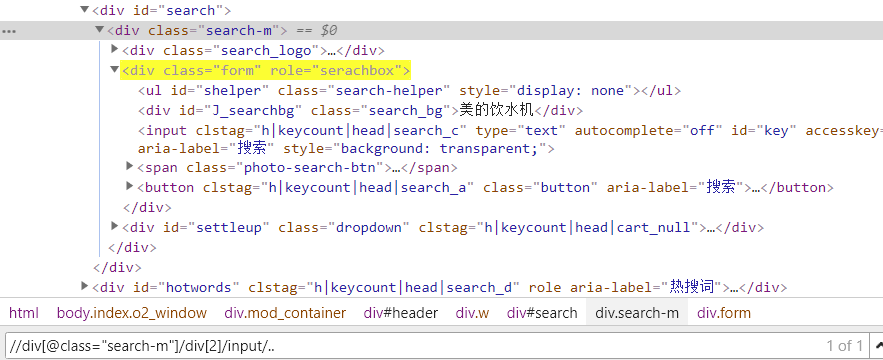 ▼<div id="search">
… ▼<div class="search-m"> == $0
▶<div class="search_logo">…</div>
▼<div class="form" role="serachbox">
<ul id="shelper" class="search-helper" style="display: none"></ul>
<div id="J_searchbg" class="search_bg">美的饮水机</div>
<input clstag="h|keycount|head|search_c" type="text" autocomplete="off" id="key" accesskey=
aria-label="搜索" style="background: transparent;">
▶<span class="photo-search-btn">…</span>
▶<button clstag="h|keycount|head|search_a" class="button" aria-label="搜索">…</button>
</div>
▶<div id="settleup" class="dropdown" clstag="h|keycount|head|cart_null">…</div>
</div>
</div>
▶<div id="hotwords" clstag="h|keycount|head|search_d" role aria-label="热搜词">…</div>
html body.index.o2_window div.mod_container div#header div.w div#search div.search-m div.form
//div[@class="search-m"]/div[2]/input/.. 1 of 1